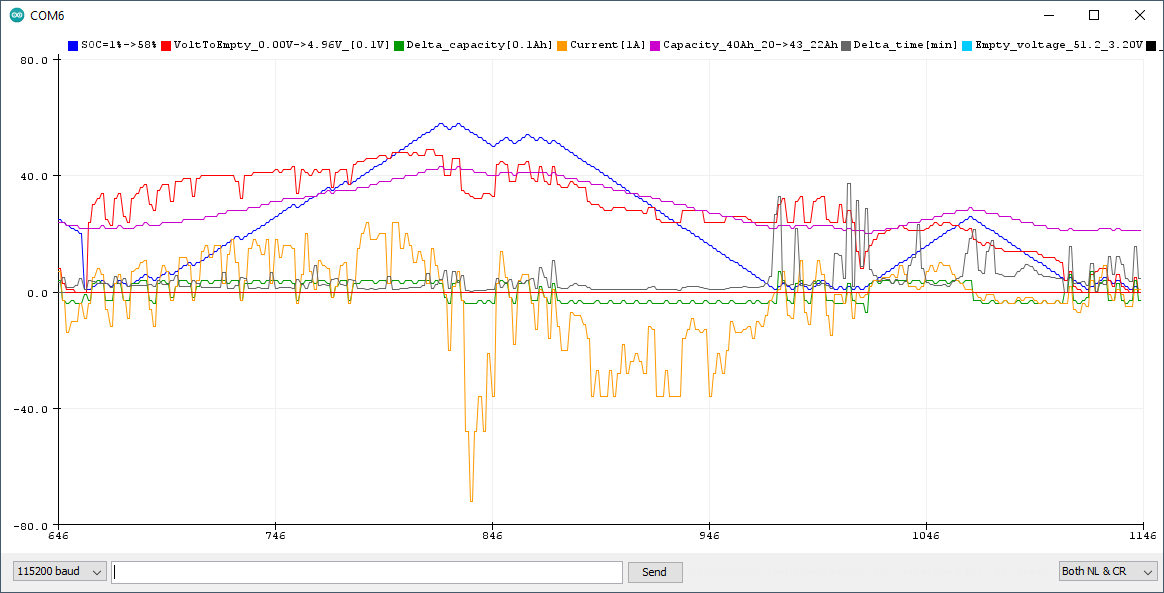 COM6
SOC=1%->58% VoltToEmpty_0.00V->4.96V_[0.1V] Delta_capacity[0.1Ah] Current[1A] Capacity_40Ah_20->43_22Ah Delta_time[min] Empty_voltage_51.2_3.20V _
80.0
40.0
0.0
-40.0
-80.0
646 746 846 946 1046 1146
115200 baud Send Both NL & CR